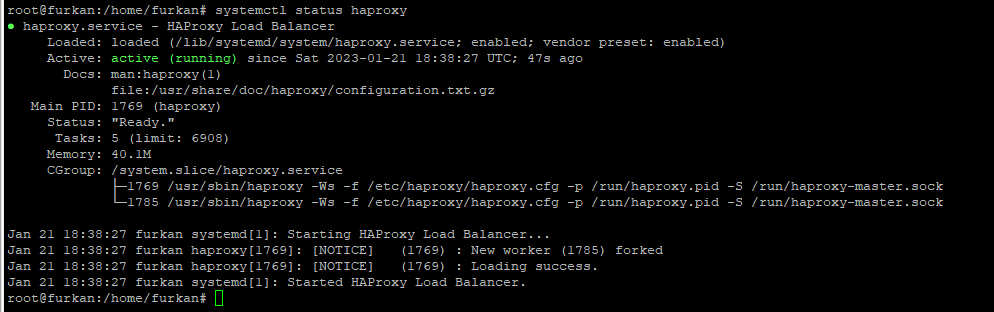 root@furkan:/home/furkan# systemctl status haproxy
● haproxy.service - HAProxy Load Balancer
     Loaded: loaded (/lib/systemd/system/haproxy.service; enabled; vendor preset: enabled)
     Active: active (running) since Sat 2023-01-21 18:38:27 UTC; 47s ago
       Docs: man:haproxy(1)
             file:/usr/share/doc/haproxy/configuration.txt.gz
   Main PID: 1769 (haproxy)
     Status: "Ready."
      Tasks: 5 (limit: 6908)
     Memory: 40.1M
     CGroup: /system.slice/haproxy.service
             ├─1769 /usr/sbin/haproxy -Ws -f /etc/haproxy/haproxy.cfg -p /run/haproxy.pid -S /run/haproxy-master.sock
             └─1785 /usr/sbin/haproxy -Ws -f /etc/haproxy/haproxy.cfg -p /run/haproxy.pid -S /run/haproxy-master.sock

Jan 21 18:38:27 furkan systemd[1]: Starting HAProxy Load Balancer...
Jan 21 18:38:27 furkan haproxy[1769]: [NOTICE]   (1769) : New worker (1785) forked
Jan 21 18:38:27 furkan haproxy[1769]: [NOTICE]   (1769) : Loading success.
Jan 21 18:38:27 furkan systemd[1]: Started HAProxy Load Balancer.
root@furkan:/home/furkan#